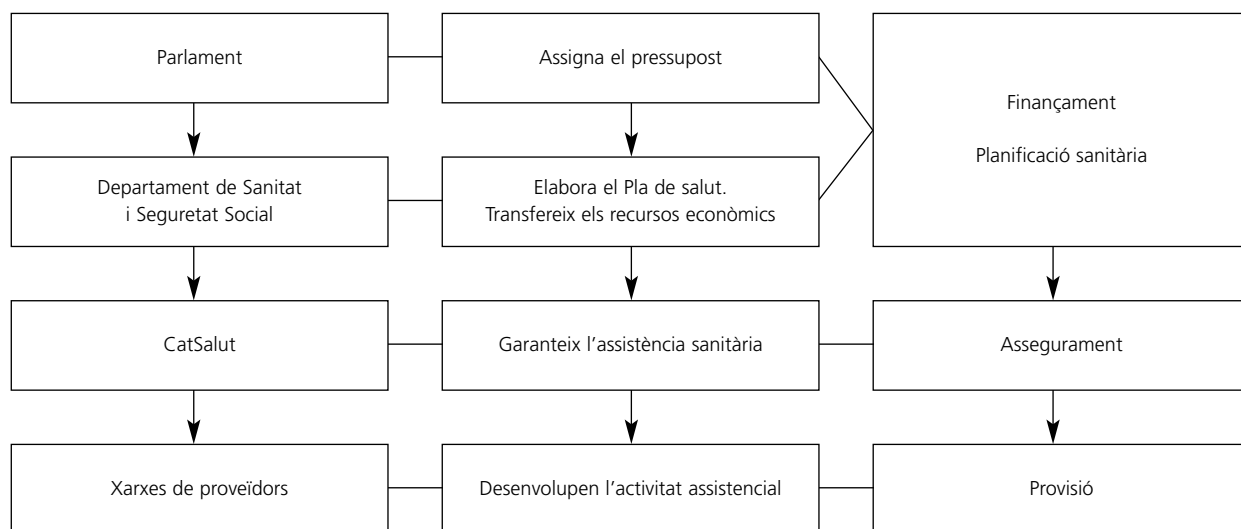 Parlament
Assigna el pressupost
Finançament
Planificació sanitària
Departament de Sanitat
i Seguretat Social
Elabora el Pla de salut.
Transfereix els recursos econòmics
CatSalut
Garanteix l’assistència sanitària
Assegurament
Xarxes de proveïdors
Desenvolupen l’activitat assistencial
Provisió